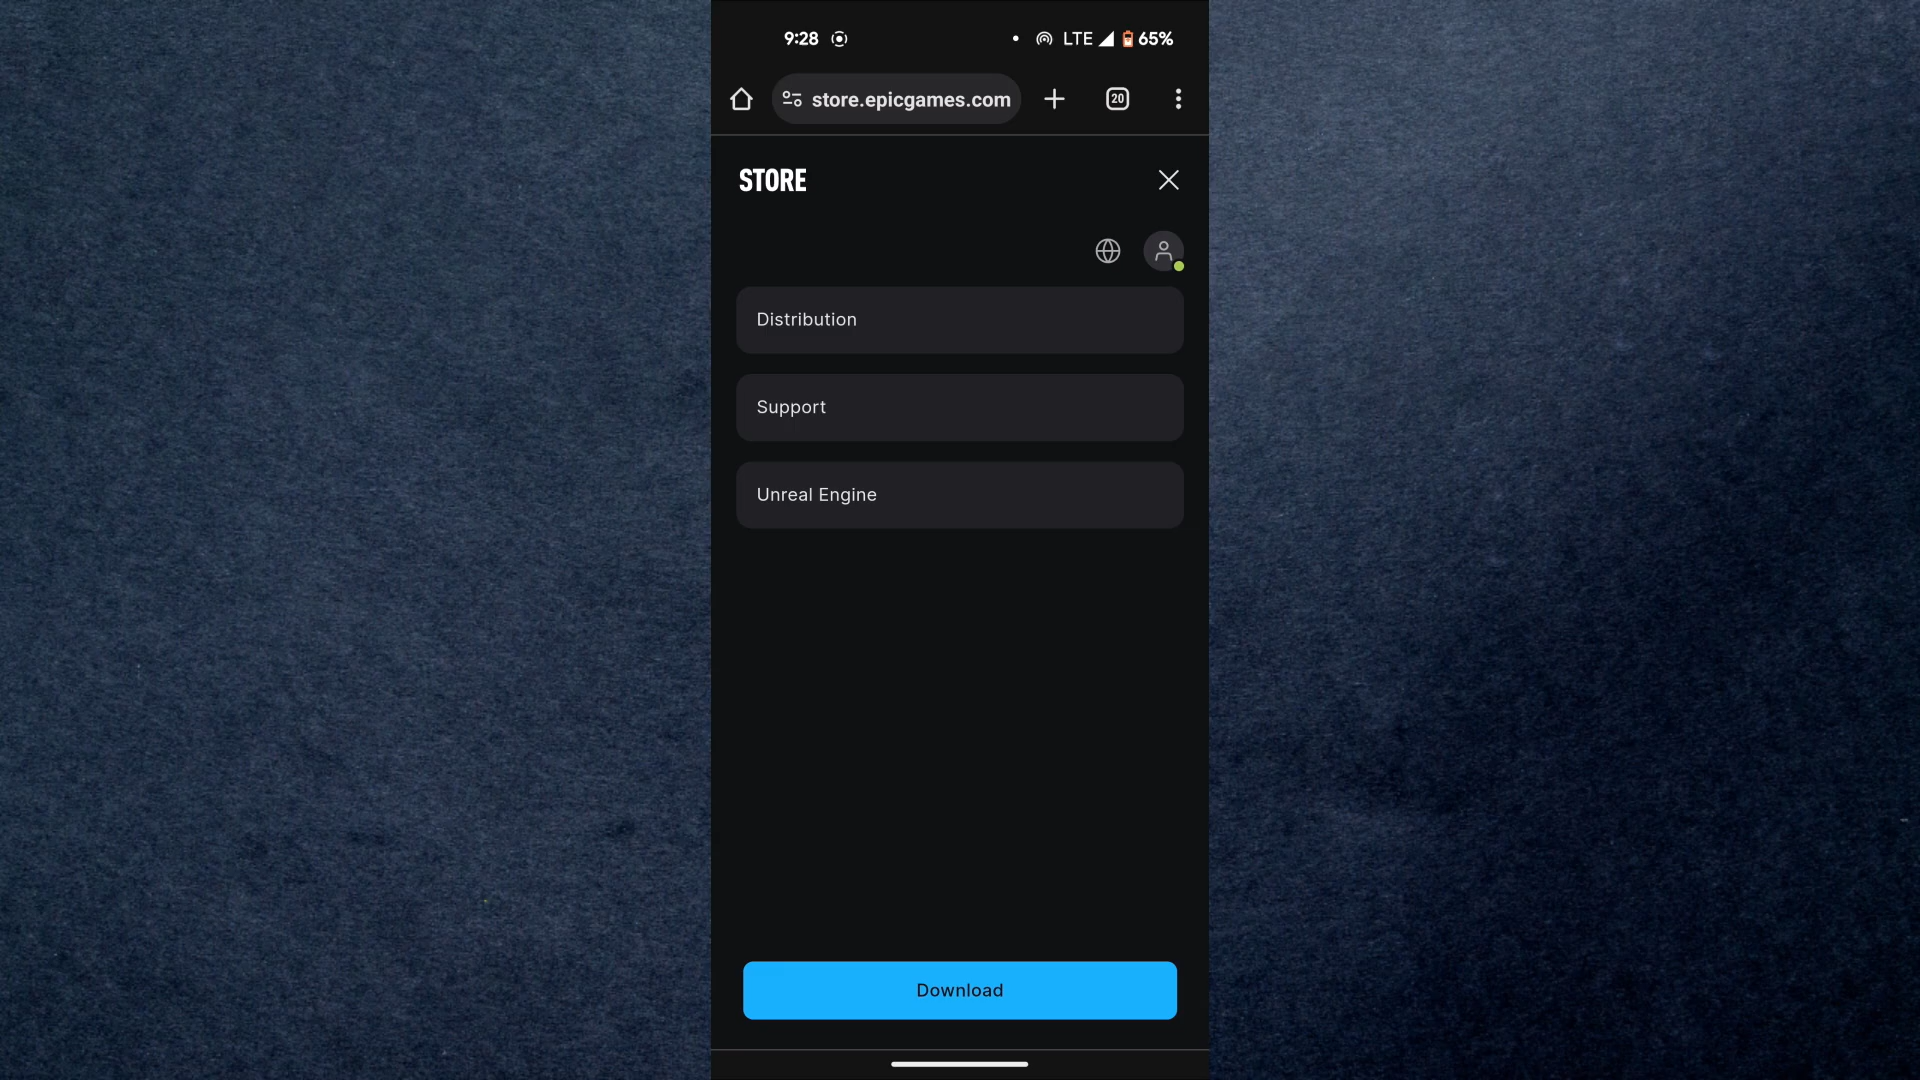 9:28 LTE 65%
store.epicgames.com 20
STORE
Distribution
Support
Unreal Engine
Download